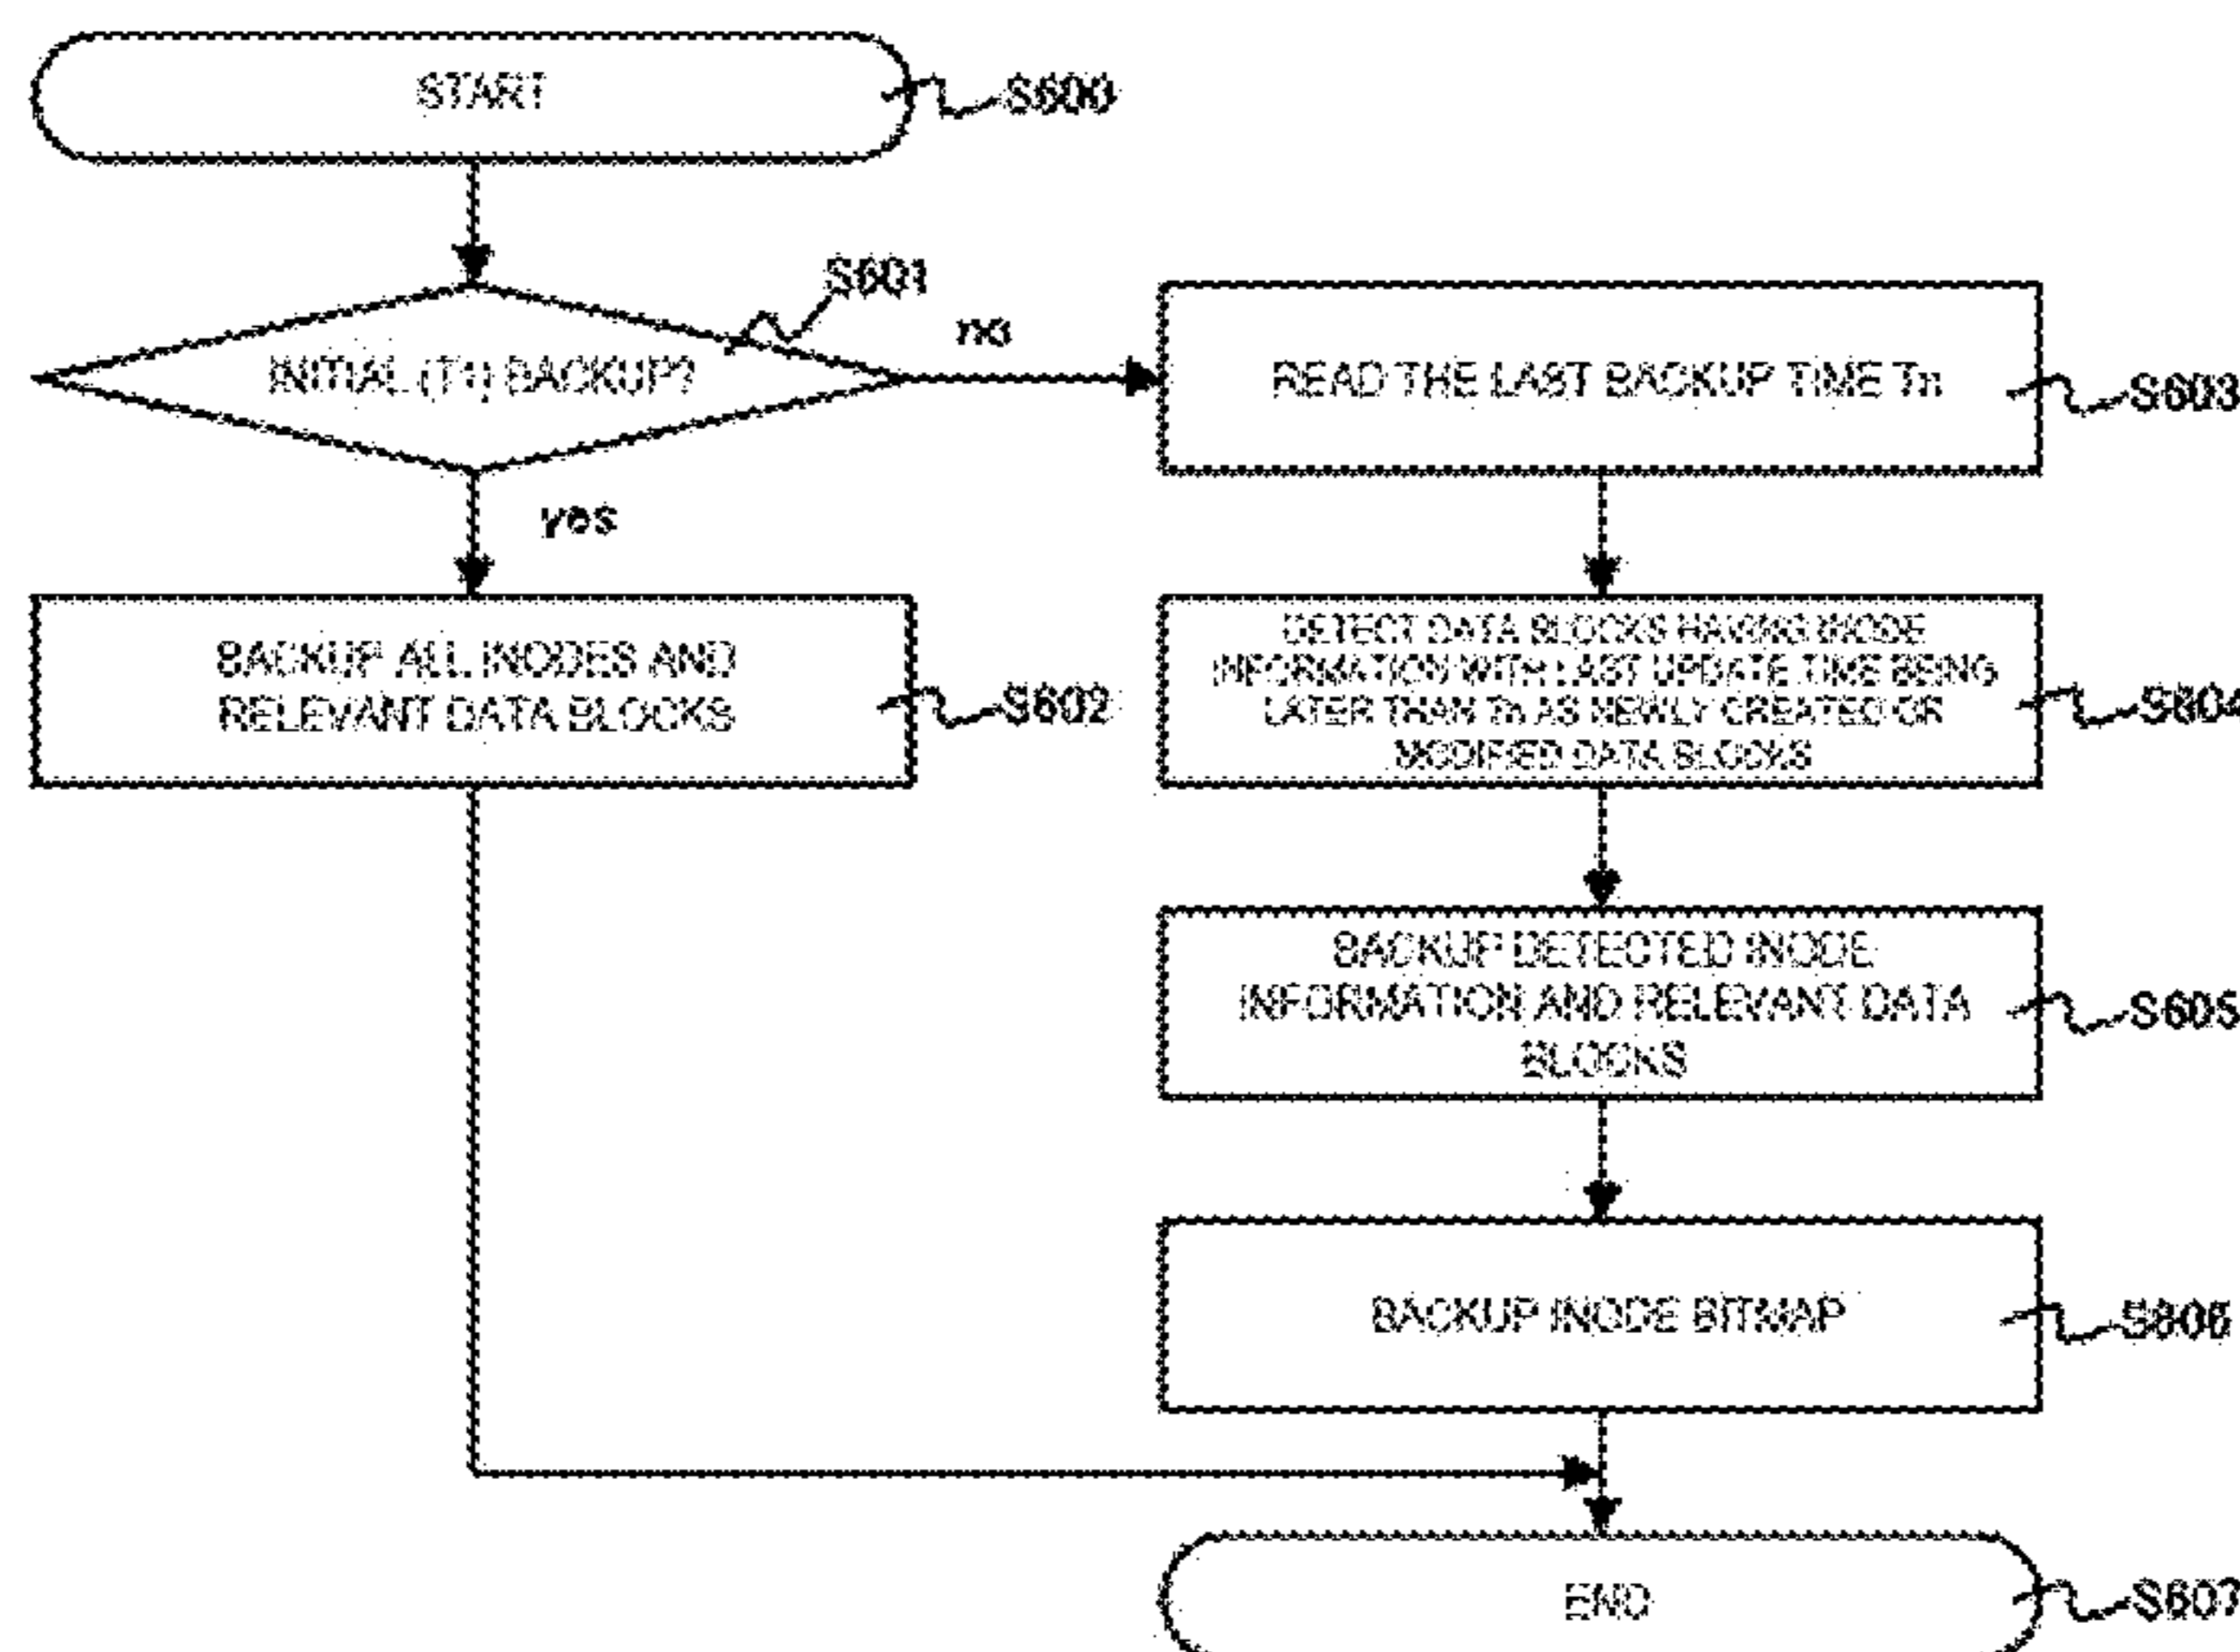 START
S600
S601
INITIAL (T1) BACKUP?
no
READ THE LAST BACKUP TIME Tn
S603
yes
BACKUP ALL INODES AND
RELEVANT DATA BLOCKS
S602
DETECT DATA BLOCKS HAVING INODE
INFORMATION WITH LAST UPDATE TIME BEING
LATER THAN Tn AS NEWLY CREATED OR
MODIFIED DATA BLOCKS
S604
BACKUP DETECTED INODE
INFORMATION AND RELEVANT DATA
BLOCKS
S605
BACKUP INODE BITMAP
S606
END
S607